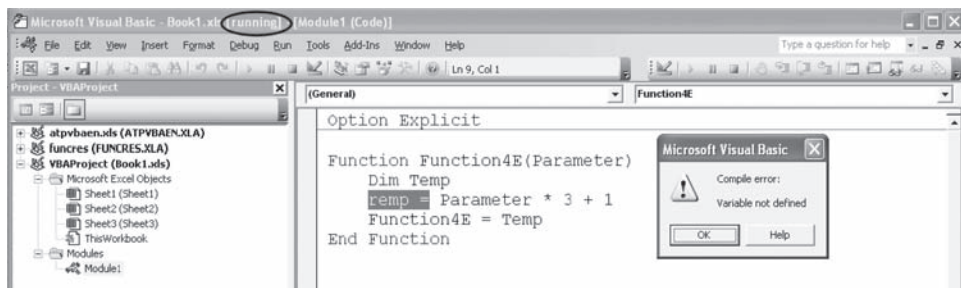 Microsoft Visual Basic - Book1.xls [running] - [Module1 (Code)]
File Edit View Insert Format Debug Run Tools Add-Ins Window Help
Type a question for help
Ln 9, Col 1
Project - VBAProject
atpvbaen.xls (ATPVBAEN.XLA)
funcres (FUNCRES.XLA)
VBAProject (Book1.xls)
Microsoft Excel Objects
Sheet1 (Sheet1)
Sheet2 (Sheet2)
Sheet3 (Sheet3)
ThisWorkbook
Modules
Module1
(General)
Function4E
Option Explicit
Function Function4E(Parameter)
Dim Temp
remp = Parameter * 3 + 1
Function4E = Temp
End Function
Microsoft Visual Basic
Compile error:
Variable not defined
OK
Help